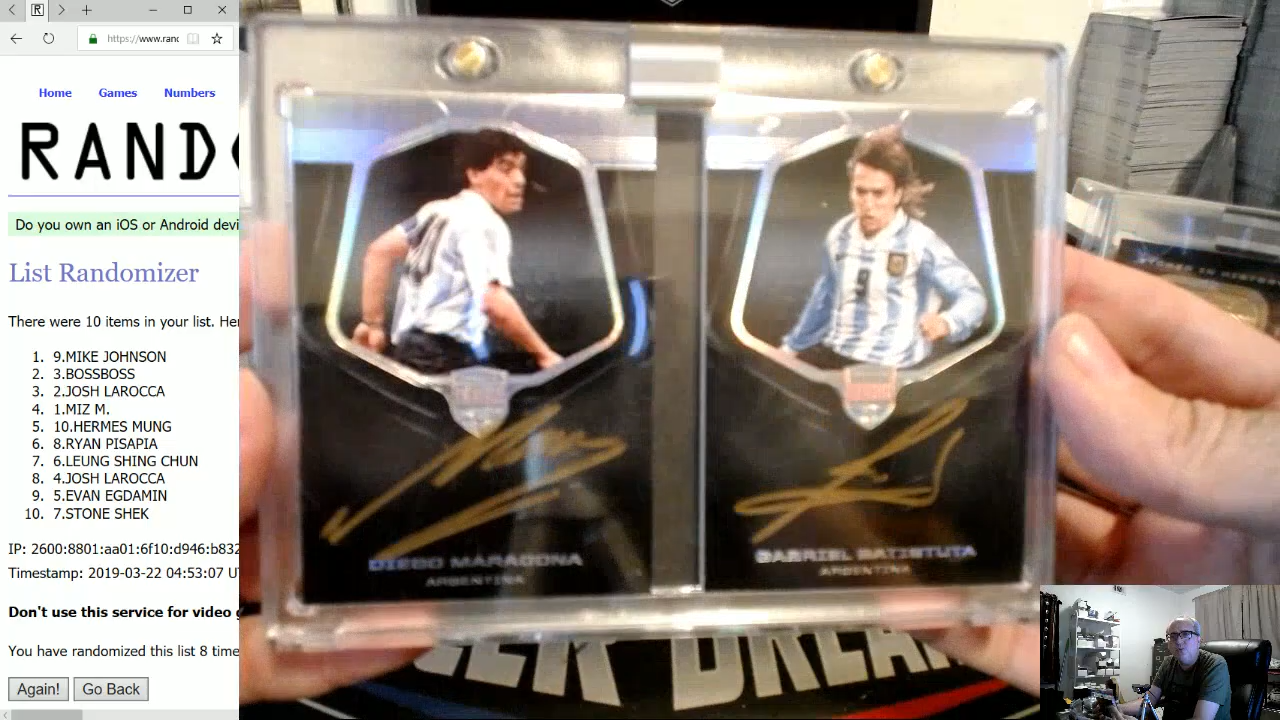 https://www.rand
Home Games Numbers
RAND
Do you own an iOS or Android devi
List Randomizer
There were 10 items in your list. Her
1. 9.MIKE JOHNSON
2. 3.BOSSBOSS
3. 2.JOSH LAROCCA
4. 1.MIZ M.
5. 10.HERMES MUNG
6. 8.RYAN PISAPIA
7. 6.LEUNG SHING CHUN
8. 4.JOSH LAROCCA
9. 5.EVAN EGDAMIN
10. 7.STONE SHEK
IP: 2600:8801:aa01:6f10:d946:b832
Timestamp: 2019-03-22 04:53:07 U
Don't use this service for video g
You have randomized this list 8 time
Again! Go Back
DIEGO MARADONA
ARGENTINA
GABRIEL BATISTUTA
ARGENTINA